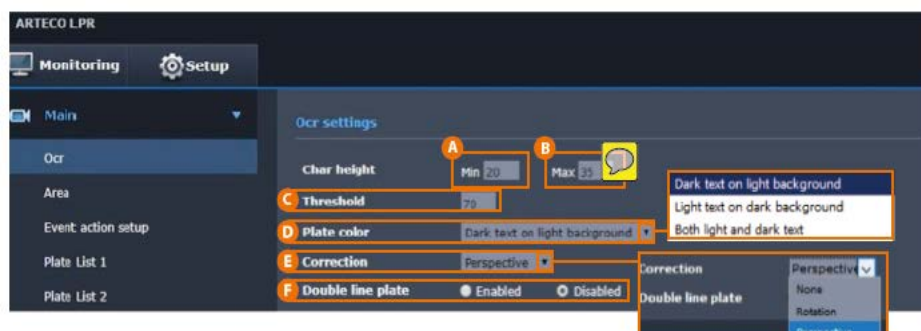 ARTECO LPR
Monitoring Setup
Main
Ocr
Area
Event action setup
Plate List 1
Plate List 2
Ocr settings
A B
Char height Min 20 Max 35
C Threshold 70
D Plate color Dark text on light background
E Correction Perspective
F Double line plate Enabled Disabled
Dark text on light background
Light text on dark background
Both light and dark text
Correction Perspective
Double line plate None
Rotation
Perspective